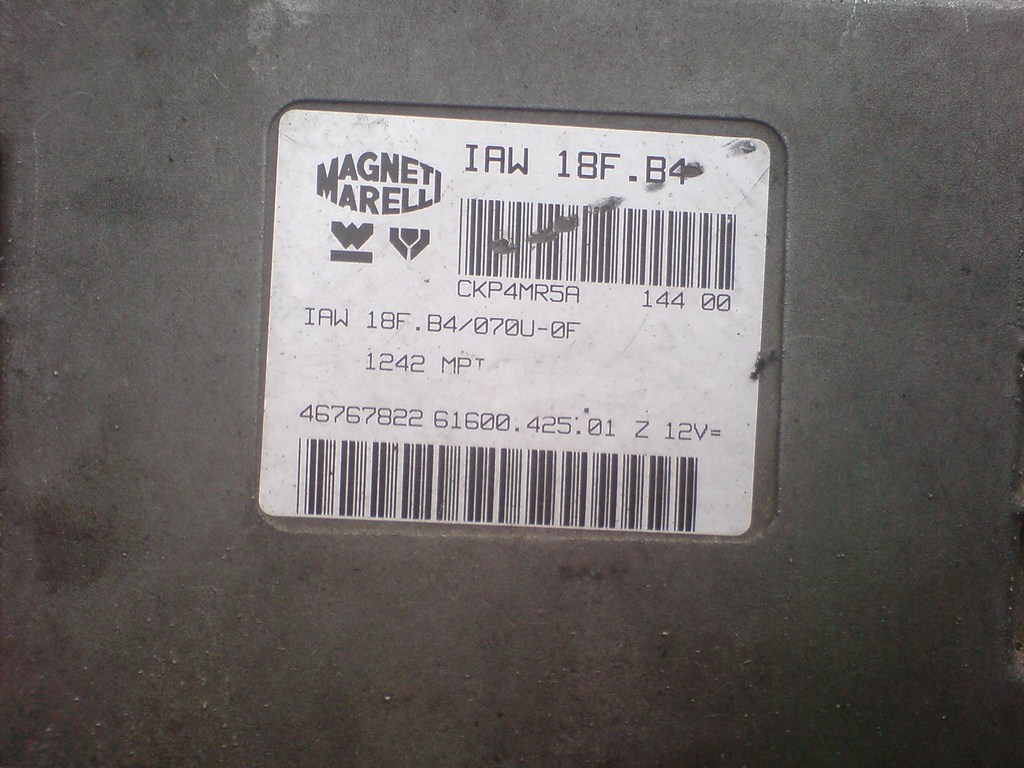 MAGNETI
MARELLI
IAW 18F.B4
CKP4MR5A 144 00
IAW 18F.B4/070U-0F
1242 MPT
46767822 61600.425.01 Z 12V=